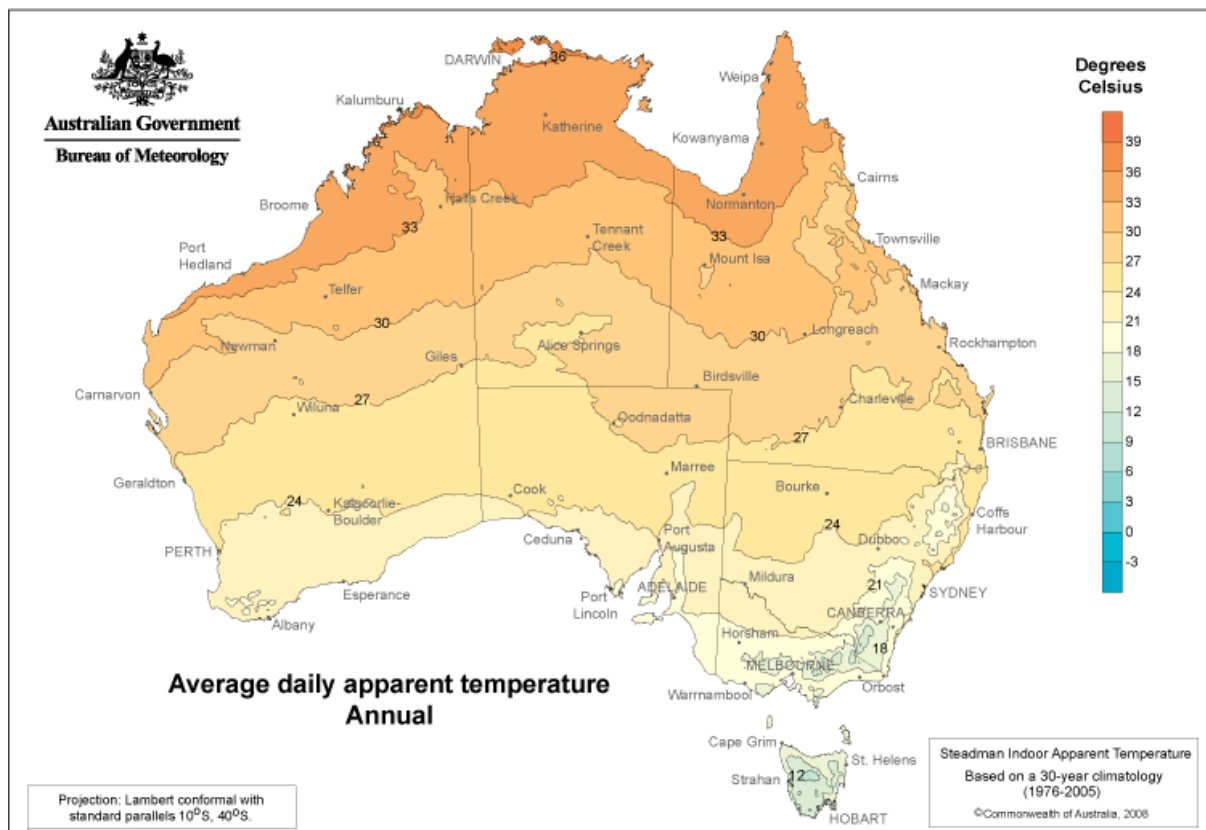 Australian Government
Bureau of Meteorology
DARWIN
36
Weipa
Kalumburu
Katherine
Kowanyama
Cairns
Broome
Halls Creek
Normanton
33
33
Tennant
Creek
Townsville
Port
Hedland
Mount Isa
Telfer
Mackay
30
30
Longreach
Newman
Alice Springs
Rockhampton
Giles
Birdsville
Carnarvon
27
Charleville
Wiluna
Oodnadatta
27
BRISBANE
Marree
Geraldton
Cook
Bourke
24
Kalgoorlie-
Boulder
24
Coffs
Harbour
PERTH
Ceduna
Port
Augusta
Dubbo
Mildura
21
Esperance
ADELAIDE
SYDNEY
Port
Lincoln
CANBERRA
Albany
Horsham
18
MELBOURNE
Warrnambool
Orbost
Cape Grim
St. Helens
Strahan
12
HOBART
Degrees
Celsius
39
36
33
30
27
24
21
18
15
12
9
6
3
0
-3
Average daily apparent temperature
Annual
Projection: Lambert conformal with
standard parallels 10°S, 40°S.
Steadman Indoor Apparent Temperature
Based on a 30-year climatology
(1976-2005)
©Commonwealth of Australia, 2008